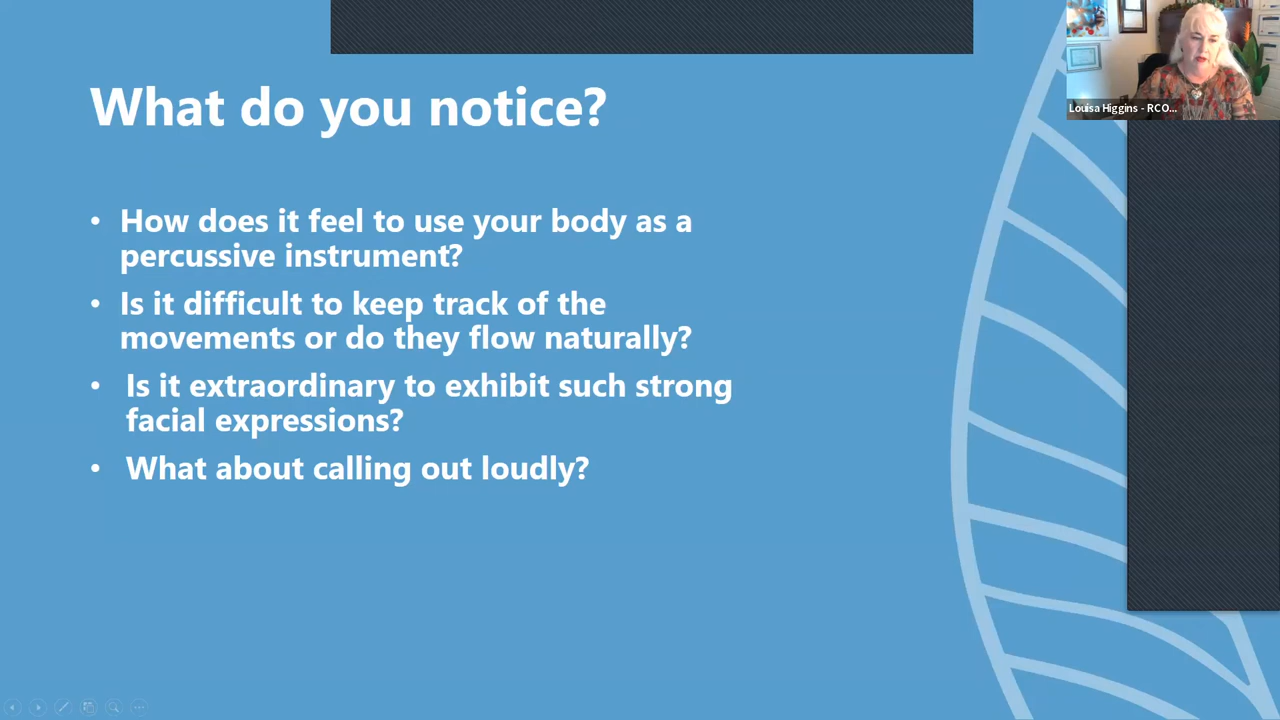 What do you notice?
• How does it feel to use your body as a
percussive instrument?
• Is it difficult to keep track of the
movements or do they flow naturally?
• Is it extraordinary to exhibit such strong
facial expressions?
• What about calling out loudly?
Louisa Higgins - RCO...